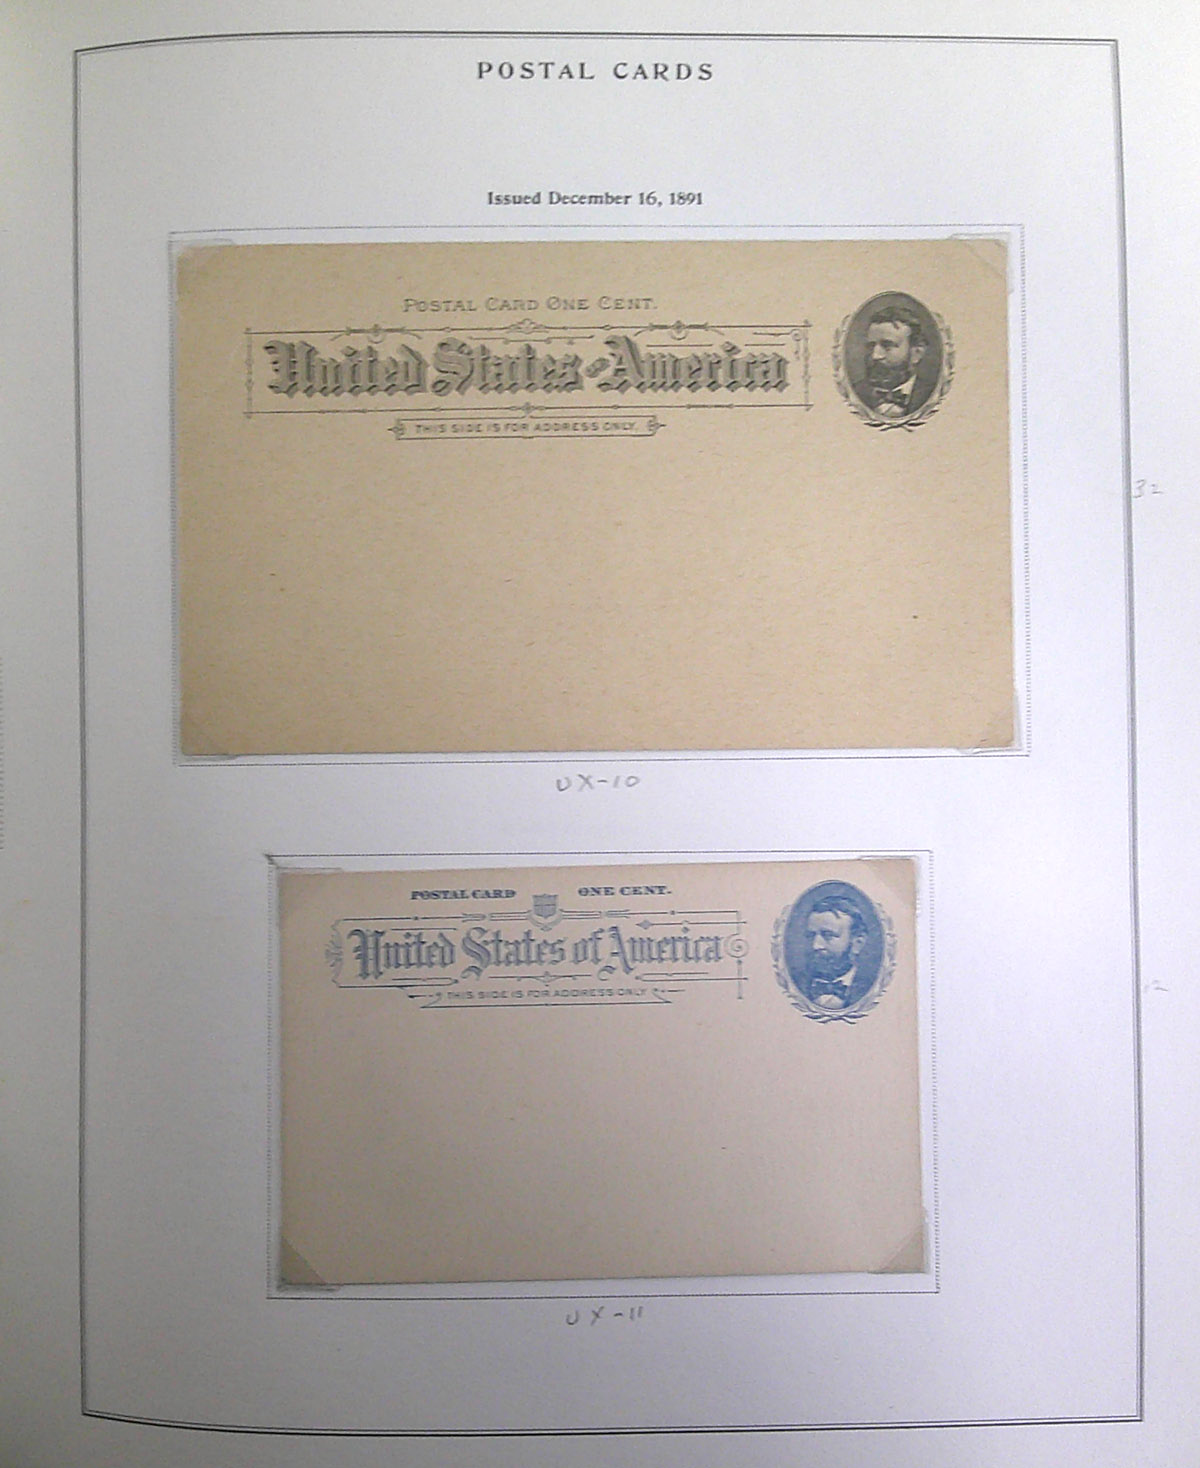 POSTAL CARDS
Issued December 16, 1891
POSTAL CARD ONE CENT.
United States of America
THIS SIDE IS FOR ADDRESS ONLY.
32
UX-10
POSTAL CARD ONE CENT.
United States of America
THIS SIDE IS FOR ADDRESS ONLY
UX-11